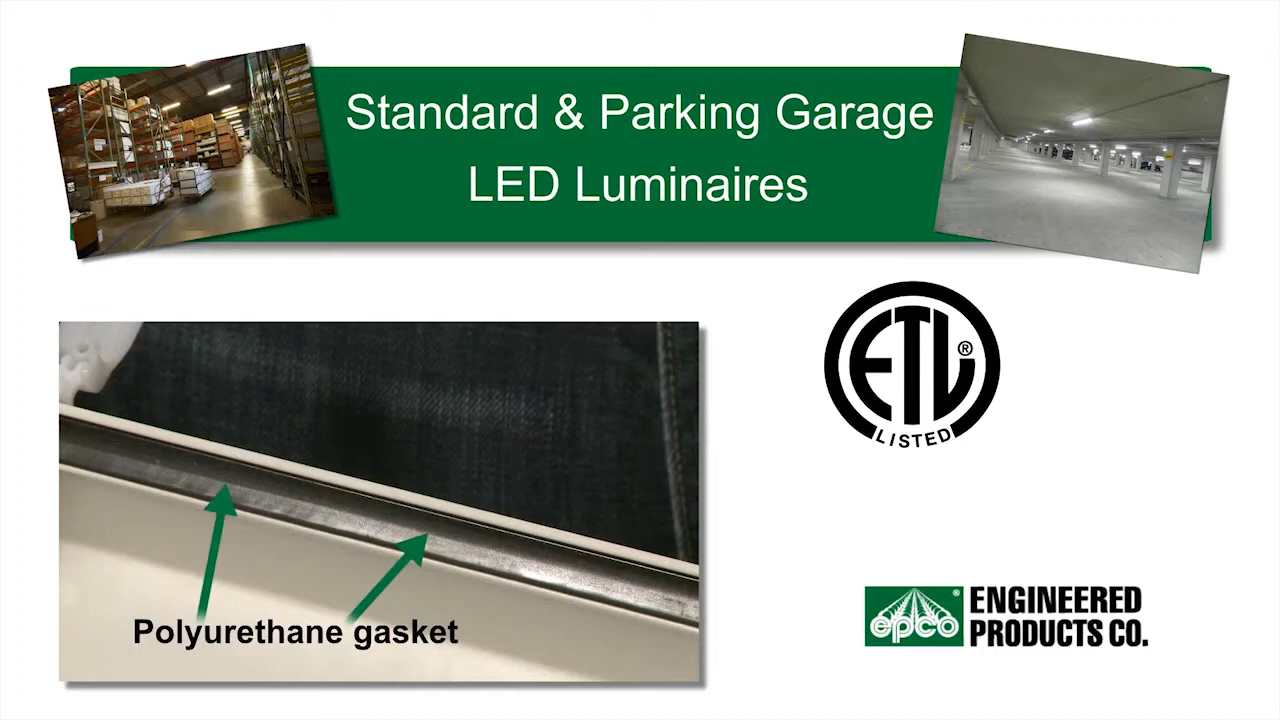 Standard & Parking Garage
LED Luminaires
ETL®
LISTED
Polyurethane gasket
epco®
ENGINEERED
PRODUCTS CO.